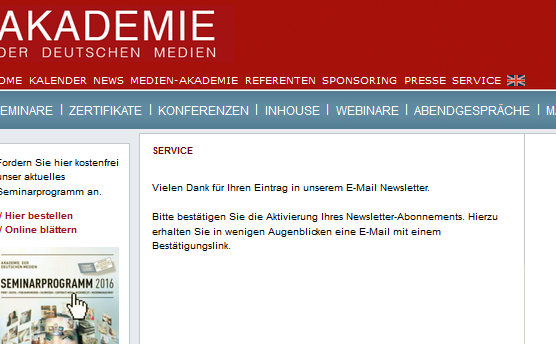 AKADEMIE
DER DEUTSCHEN MEDIEN
OME KALENDER NEWS MEDIEN-AKADEMIE REFERENTEN SPONSORING PRESSE SERVICE
EMINARE | ZERTIFIKATE | KONFERENZEN | INHOUSE | WEBINARE | ABENDGESPRÄCHE | M
Fordern Sie hier kostenfrei
unser aktuelles
Seminarprogramm an.
/ Hier bestellen
/ Online blättern
AKADEMIE DER
DEUTSCHEN MEDIEN
SEMINARPROGRAMM 2016
SERVICE
Vielen Dank für Ihren Eintrag in unserem E-Mail Newsletter.
Bitte bestätigen Sie die Aktivierung Ihres Newsletter-Abonnements. Hierzu
erhalten Sie in wenigen Augenblicken eine E-Mail mit einem
Bestätigungslink.